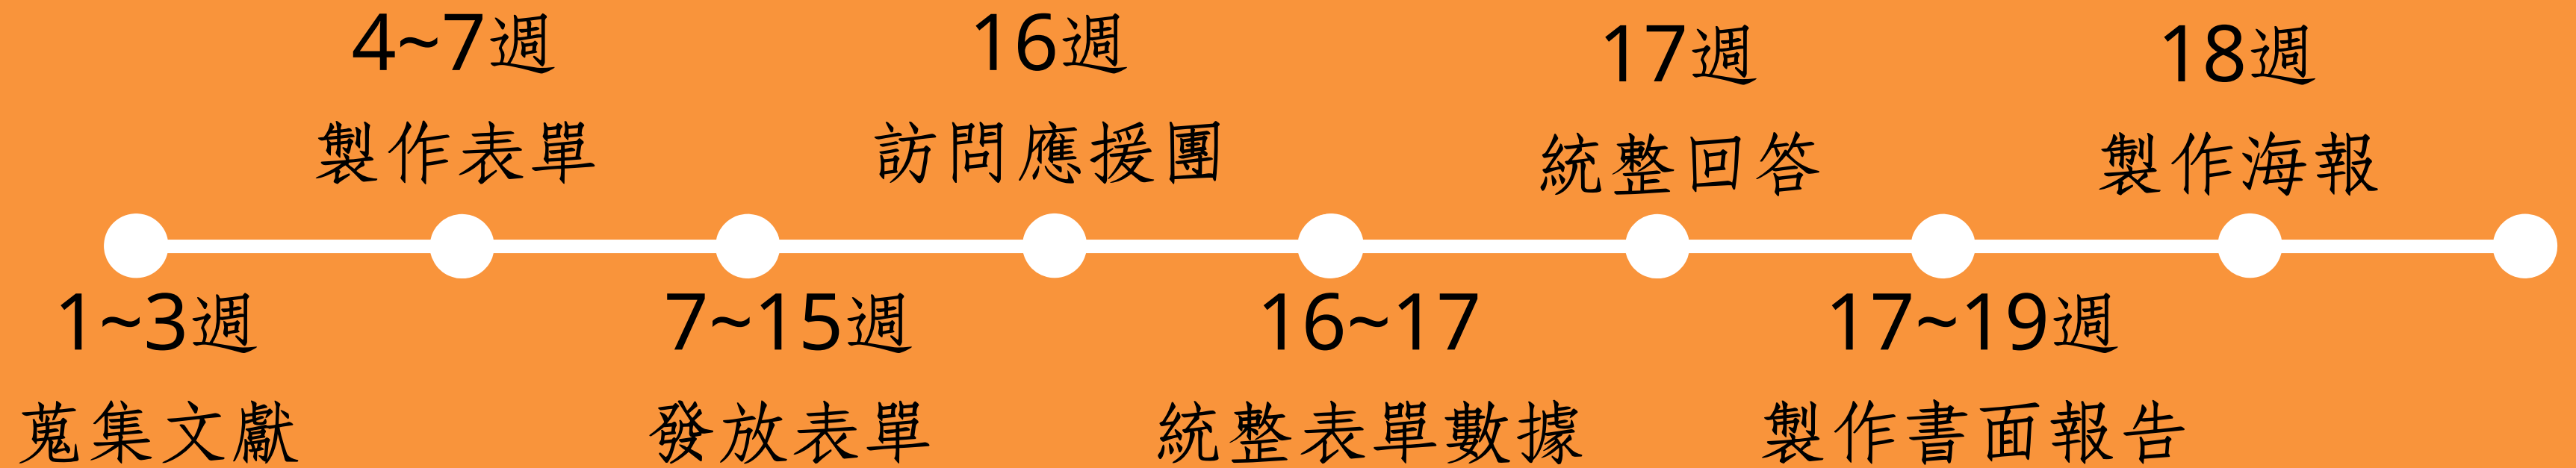 4~7週
製作表單
16週
訪問應援團
17週
統整回答
18週
製作海報
1~3週
蒐集文獻
7~15週
發放表單
16~17
統整表單數據
17~19週
製作書面報告